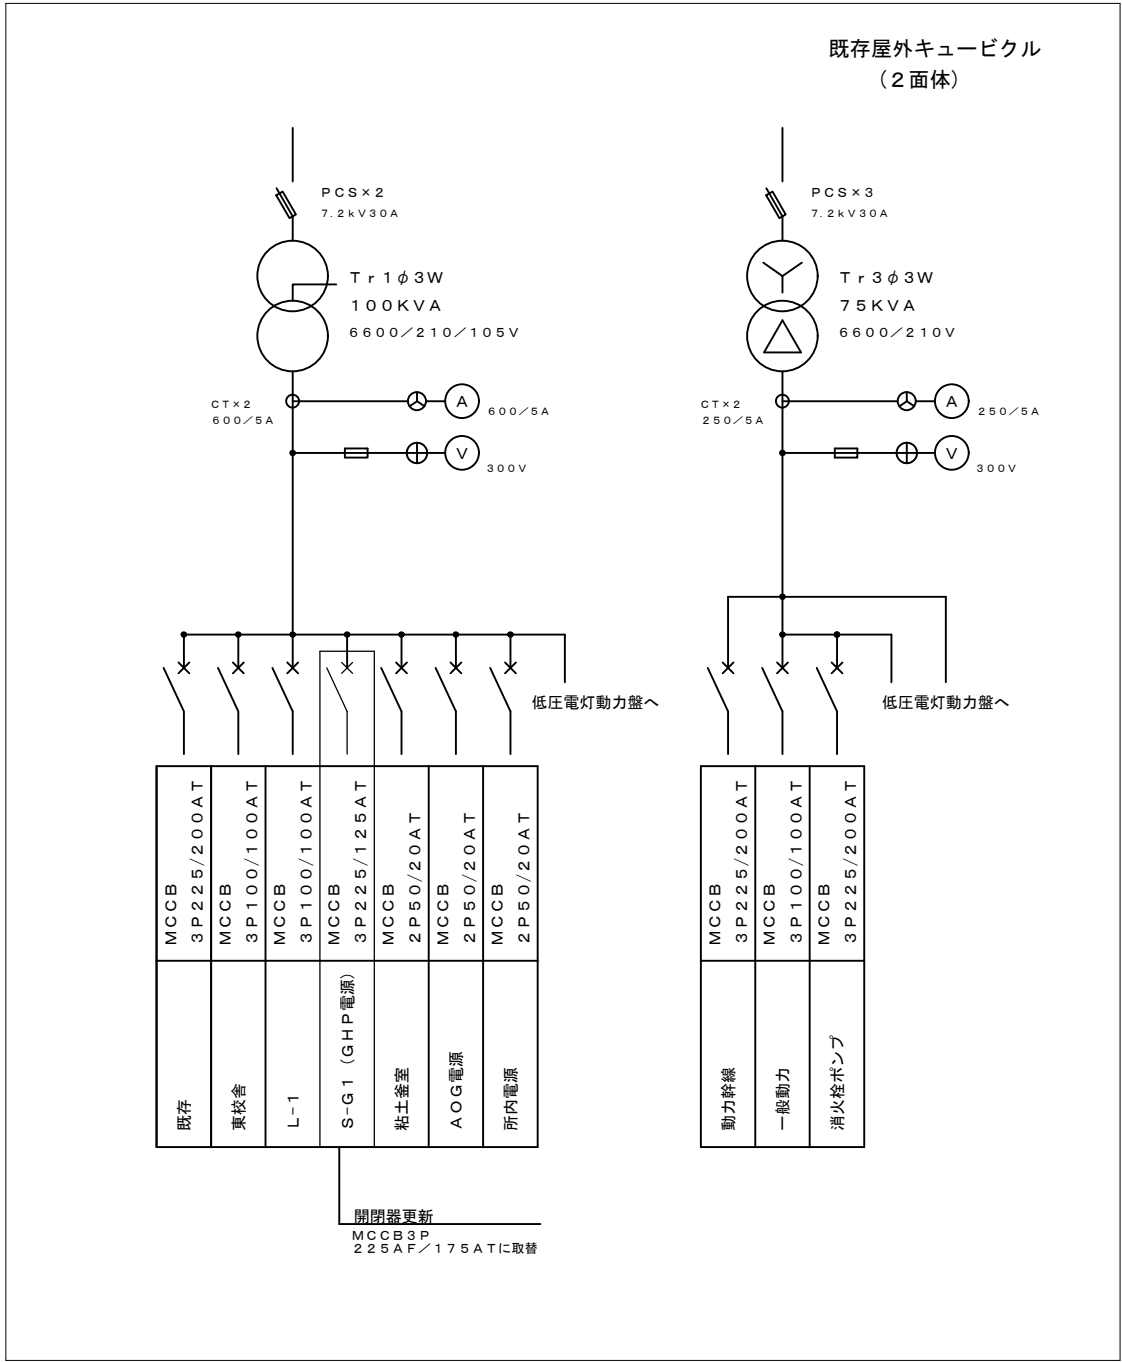 既存屋外キュービクル
（２面体）
ＰＣＳ×２
７.２ｋＶ３０Ａ
Ｔｒ１φ３Ｗ
１００ＫＶＡ
６６００／２１０／１０５Ｖ
ＣＴ×２
６００／５Ａ
Ａ
６００／５Ａ
Ｖ
３００Ｖ
低圧電灯動力盤へ
ＭＣＣＢ
３Ｐ２２５/２００ＡＴ
既存
ＭＣＣＢ
３Ｐ１００/１００ＡＴ
東校舎
ＭＣＣＢ
３Ｐ１００/１００ＡＴ
Ｌ−１
ＭＣＣＢ
３Ｐ２２５/１２５ＡＴ
Ｓ−Ｇ１（ＧＨＰ電源）
ＭＣＣＢ
２Ｐ５０/２０ＡＴ
粘土釜室
ＭＣＣＢ
２Ｐ５０/２０ＡＴ
ＡＯＧ電源
ＭＣＣＢ
２Ｐ５０/２０ＡＴ
所内電源
開閉器更新
ＭＣＣＢ３Ｐ
２２５ＡＦ／１７５ＡＴに取替
ＰＣＳ×３
７.２ｋＶ３０Ａ
Ｔｒ３φ３Ｗ
７５ＫＶＡ
６６００／２１０Ｖ
ＣＴ×２
２５０／５Ａ
Ａ
２５０／５Ａ
Ｖ
３００Ｖ
低圧電灯動力盤へ
ＭＣＣＢ
３Ｐ２２５/２００ＡＴ
動力幹線
ＭＣＣＢ
３Ｐ１００/１００ＡＴ
一般動力
ＭＣＣＢ
３Ｐ２２５/２００ＡＴ
消火栓ポンプ